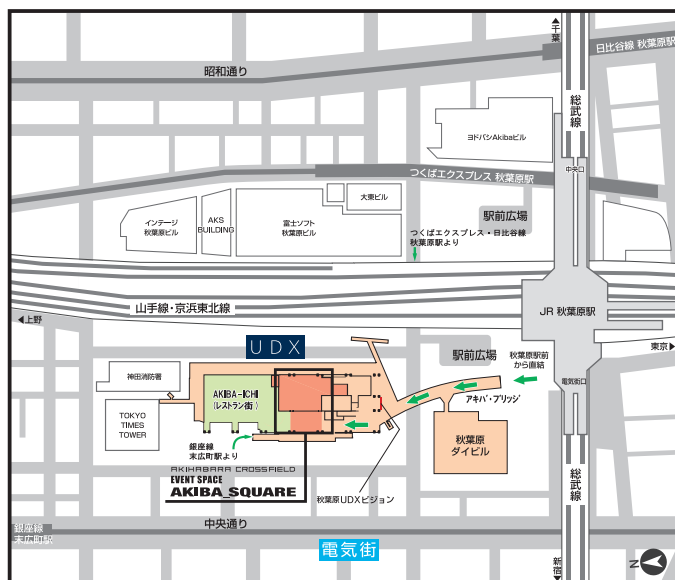 ▲千葉
日比谷線 秋葉原駅
昭和通り
総武線
ヨドバシAkibaビル
中央口
つくばエクスプレス 秋葉原駅
大東ビル
駅前広場
インテージ
秋葉原ビル
AKS
BUILDING
富士ソフト
秋葉原ビル
つくばエクスプレス・日比谷線
秋葉原駅より
山手線・京浜東北線
JR 秋葉原駅
◀上野
東京▶
UDX
駅前広場
秋葉原駅前
から直結
神田消防署
電気街口
AKIBA-ICHI
(レストラン街)
アキバ・ブリッジ
TOKYO
TIMES
TOWER
秋葉原
ダイビル
銀座線
末広町駅より
AKIHABARA CROSSFIELD
EVENT SPACE
AKIBA_SQUARE
秋葉原UDXビジョン
総武線
中央通り
銀座線
末広町駅
電気街
新宿▼
N